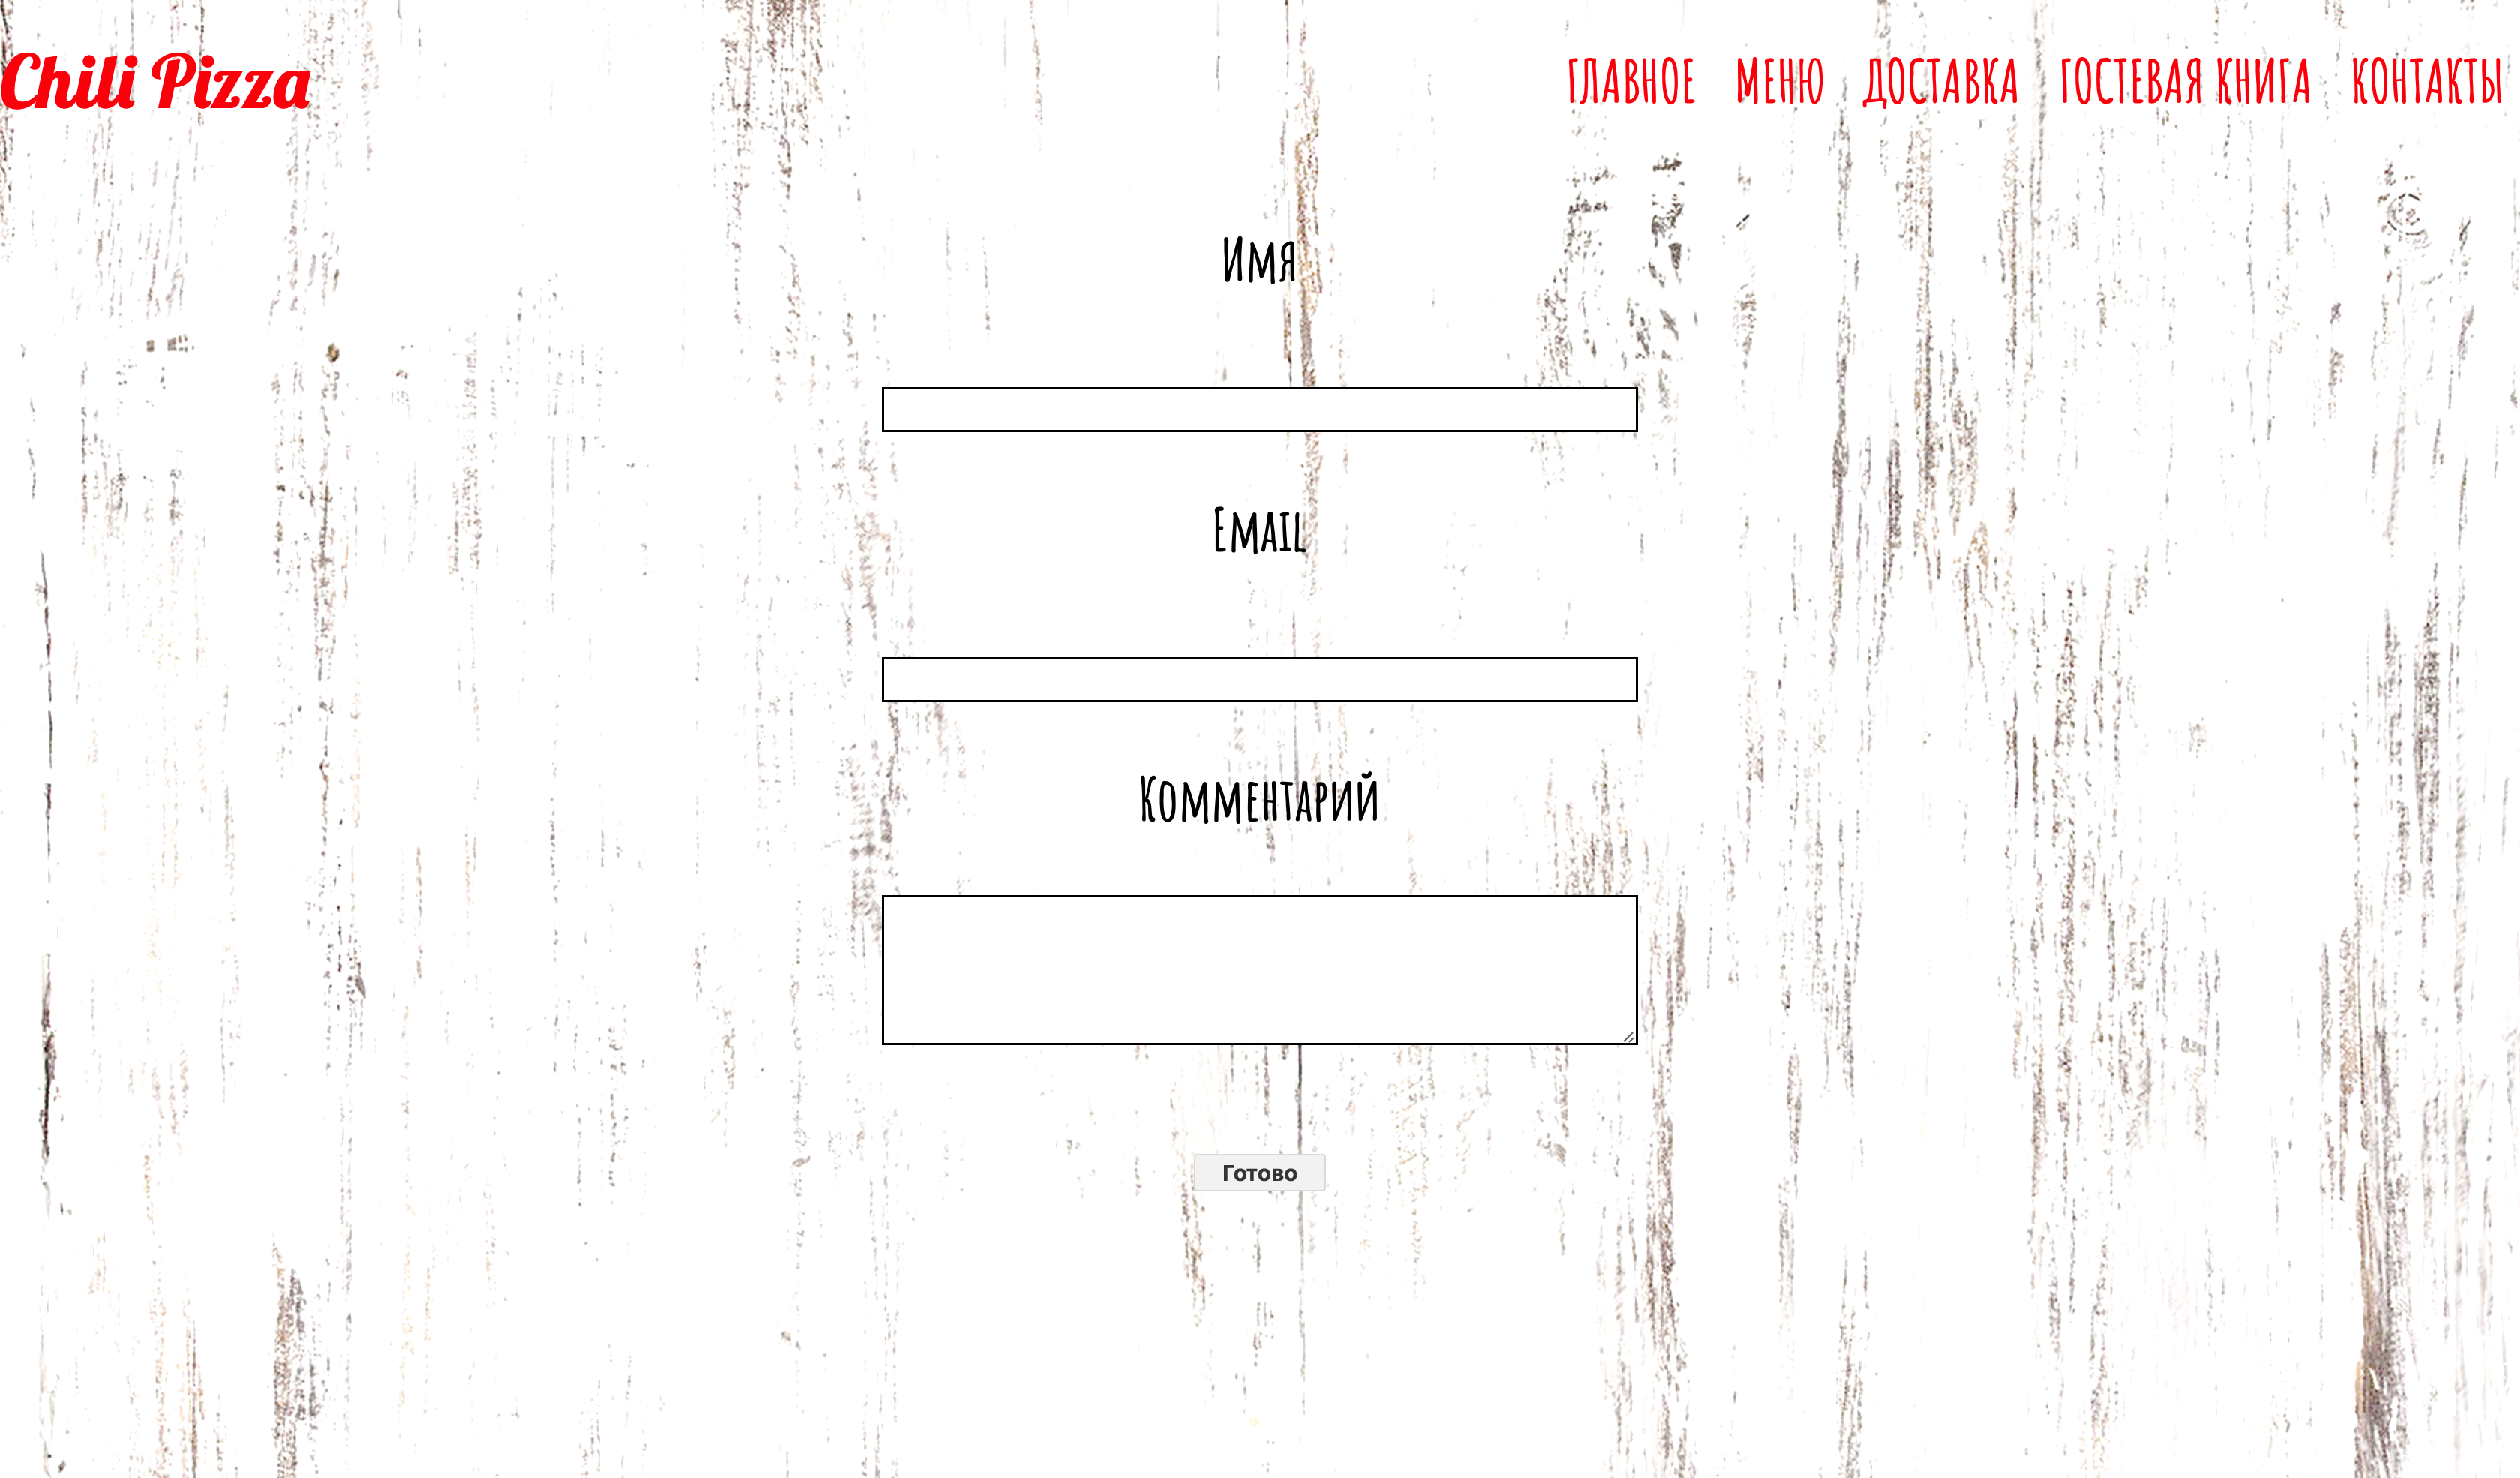 Chili Pizza
ГЛАВНОЕ МЕНЮ ДОСТАВКА ГОСТЕВАЯ КНИГА КОНТАКТЫ
Имя
Email
Комментарий
Готово